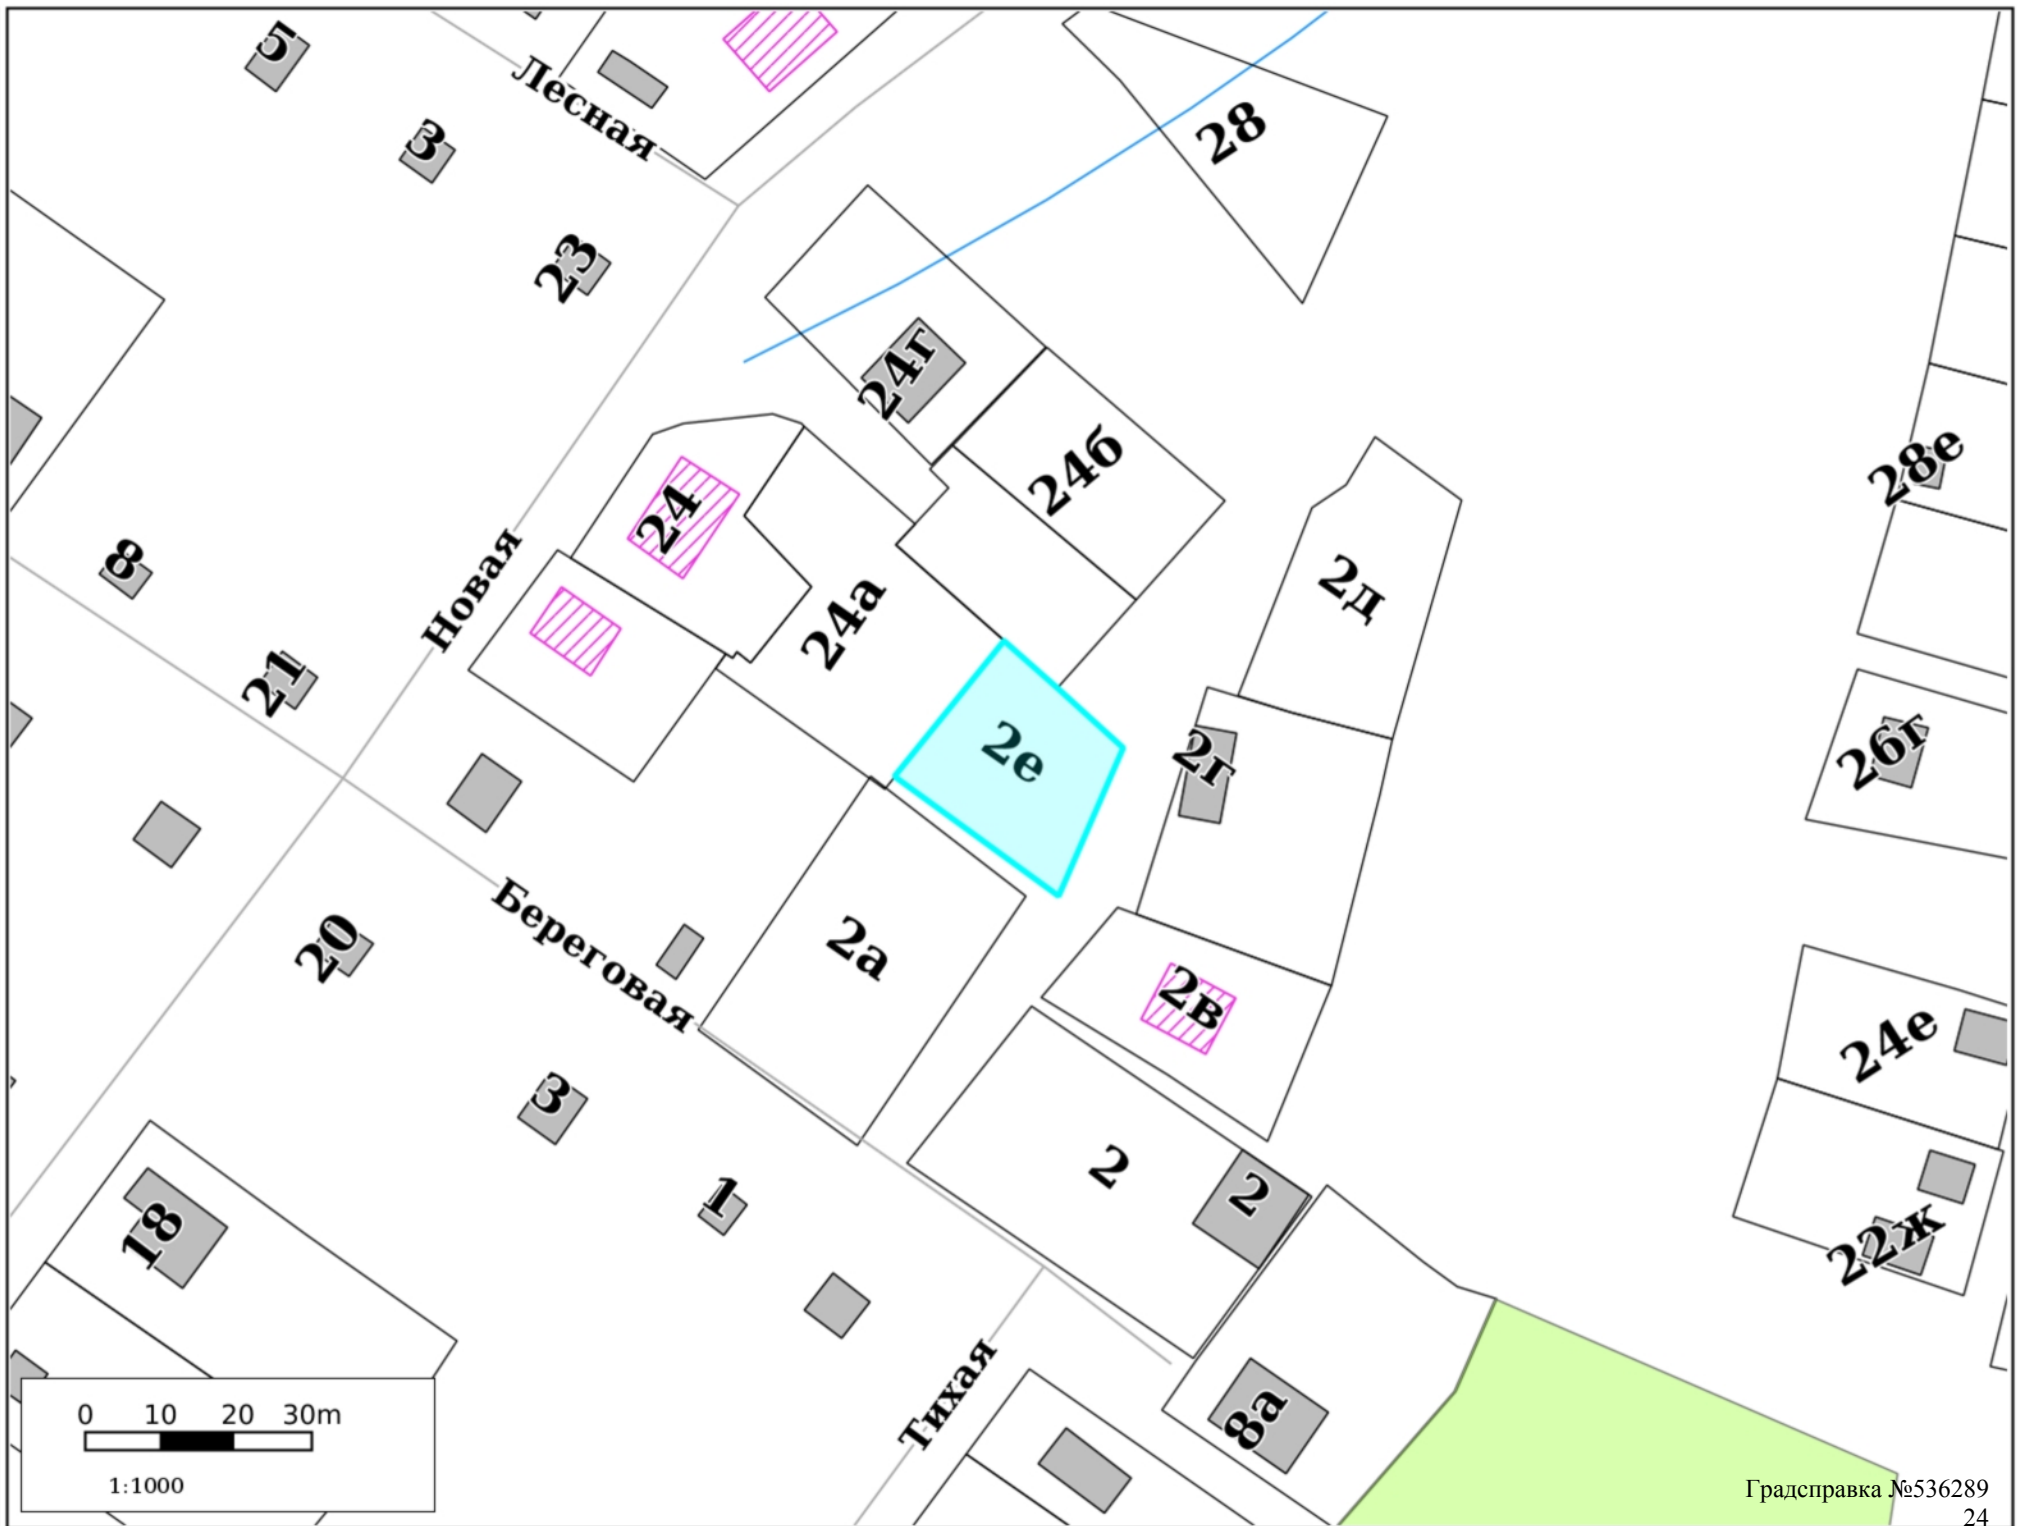 5
Лесная
3
28
23
24г
24б
28е
24
8
Новая
2д
24а
21
2е
2г
26г
20
Береговая
2а
2в
24е
3
2
1
2
18
22ж
Тихая
8а
0 10 20 30m
1:1000
Градсправка №536289
24